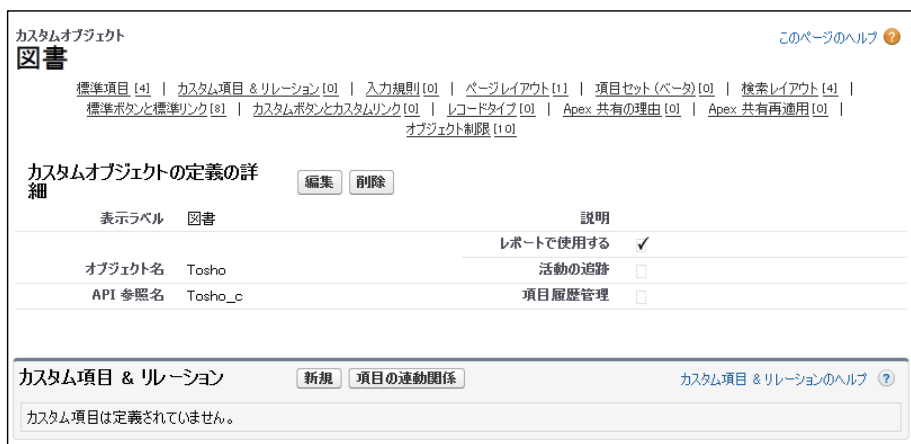 カスタムオブジェクト
このページのヘルプ
図書
標準項目 [4] | カスタム項目 & リレーション [0] | 入力規則 [0] | ページレイアウト [1] | 項目セット (ベータ) [0] | 検索レイアウト [4] |
標準ボタンと標準リンク [8] | カスタムボタンとカスタムリンク [0] | レコードタイプ [0] | Apex 共有の理由 [0] | Apex 共有再適用 [0] |
オブジェクト制限 [10]
カスタムオブジェクトの定義の詳
細
編集 削除
表示ラベル 図書 説明
レポートで使用する ✓
オブジェクト名 Tosho 活動の追跡
API 参照名 Tosho_c 項目履歴管理
カスタム項目 & リレーション 新規 項目の連動関係 カスタム項目 & リレーションのヘルプ ?
カスタム項目は定義されていません。